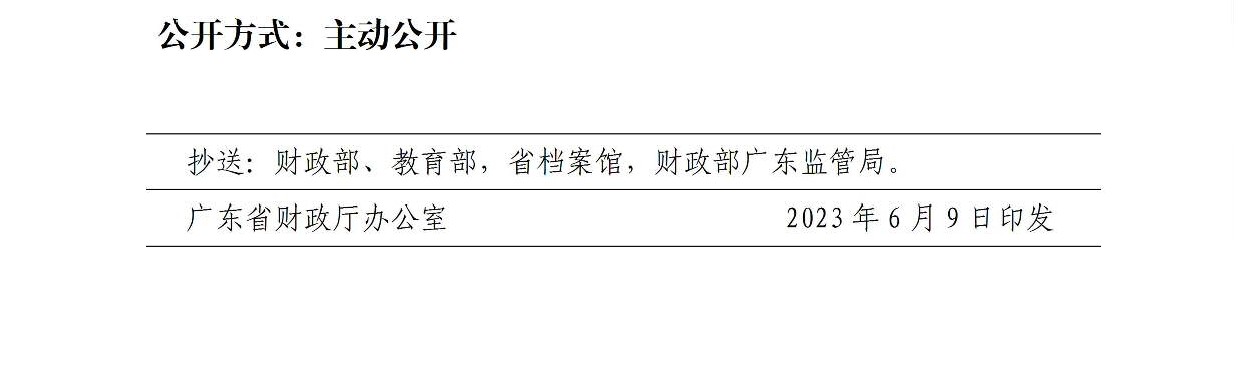 公开方式：主动公开
抄送：财政部、教育部，省档案馆，财政部广东监管局。
广东省财政厅办公室 2023年6月9日印发